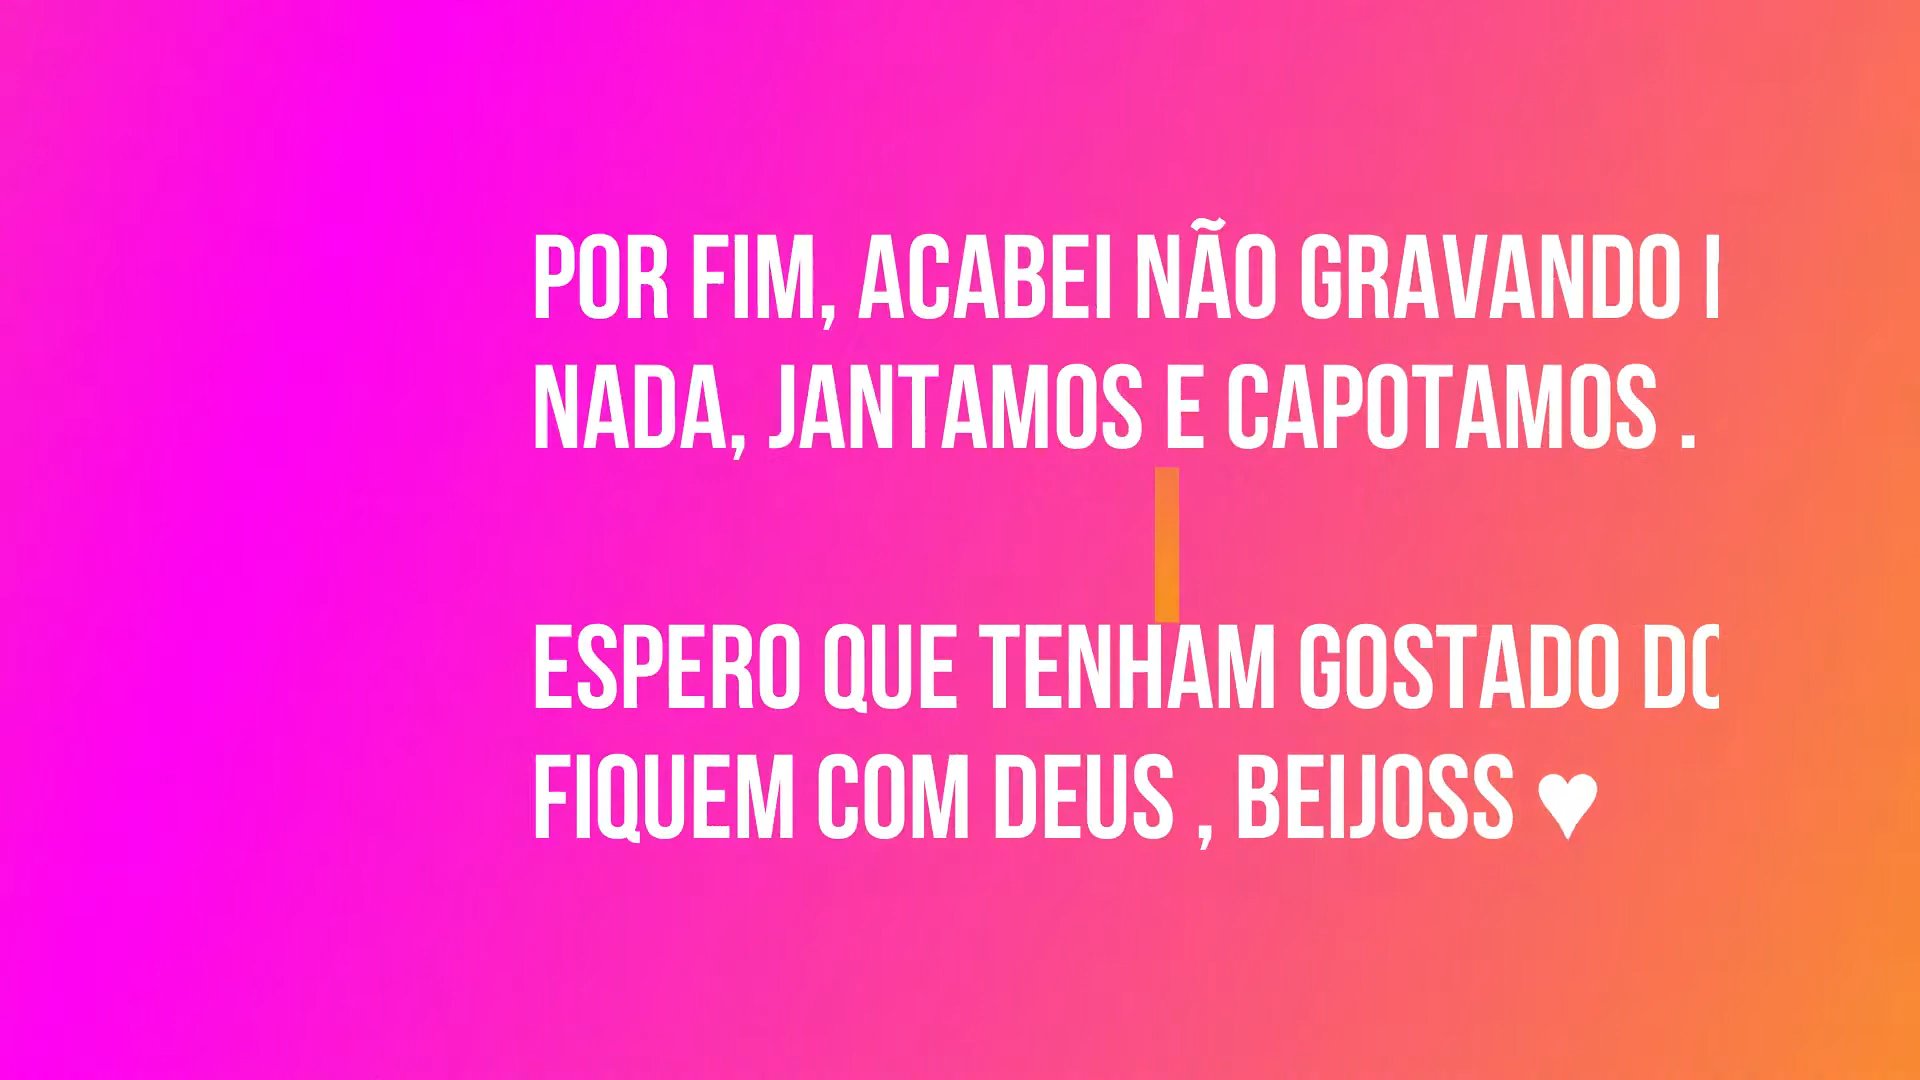 POR FIM, ACABEI NÃO GRAVANDO
NADA, JANTAMOS E CAPOTAMOS .
ESPERO QUE TENHAM GOSTADO
FIQUEM COM DEUS , BEIJOSS ♥